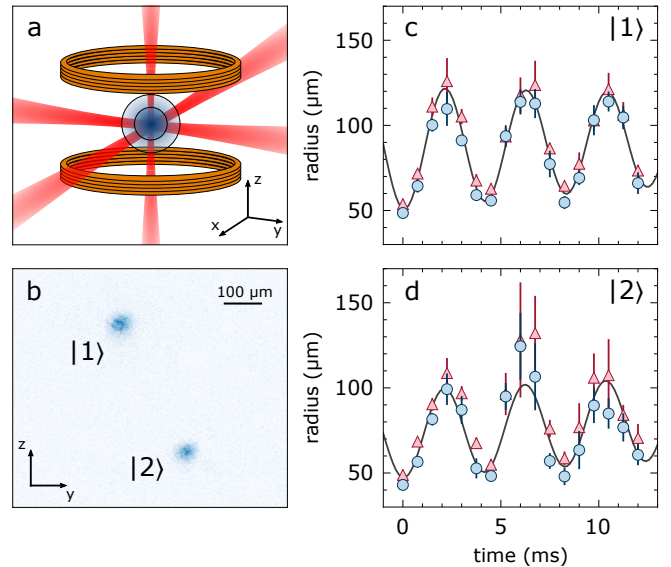 a
z
x
y
b
100 μm
|1⟩
|2⟩
z
y
c
|1⟩
radius (μm)
150
100
50
d
|2⟩
radius (μm)
150
100
50
0
5
10
time (ms)